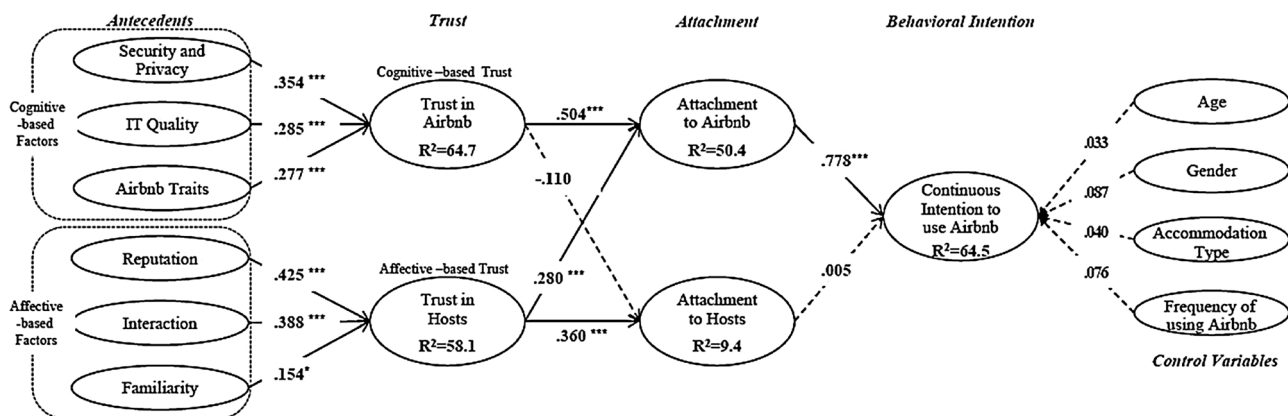 Antecedents
Trust
Attachment
Behavioral Intention
Cognitive
-based
Factors
Security and
Privacy
IT Quality
Airbnb Traits
.354 ***
.285 ***
.277 ***
Affective
-based
Factors
Reputation
Interaction
Familiarity
.425 ***
.388 ***
.154*
Cognitive –based Trust
Trust in
Airbnb
R²=64.7
Affective –based Trust
Trust in
Hosts
R²=58.1
.504***
–.110
.280 ***
.360 ***
Attachment
to Airbnb
R²=50.4
Attachment
to Hosts
R²=9.4
.778***
.005
Continuous
Intention to
use Airbnb
R²=64.5
.033
.087
.040
.076
Age
Gender
Accommodation
Type
Frequency of
using Airbnb
Control Variables